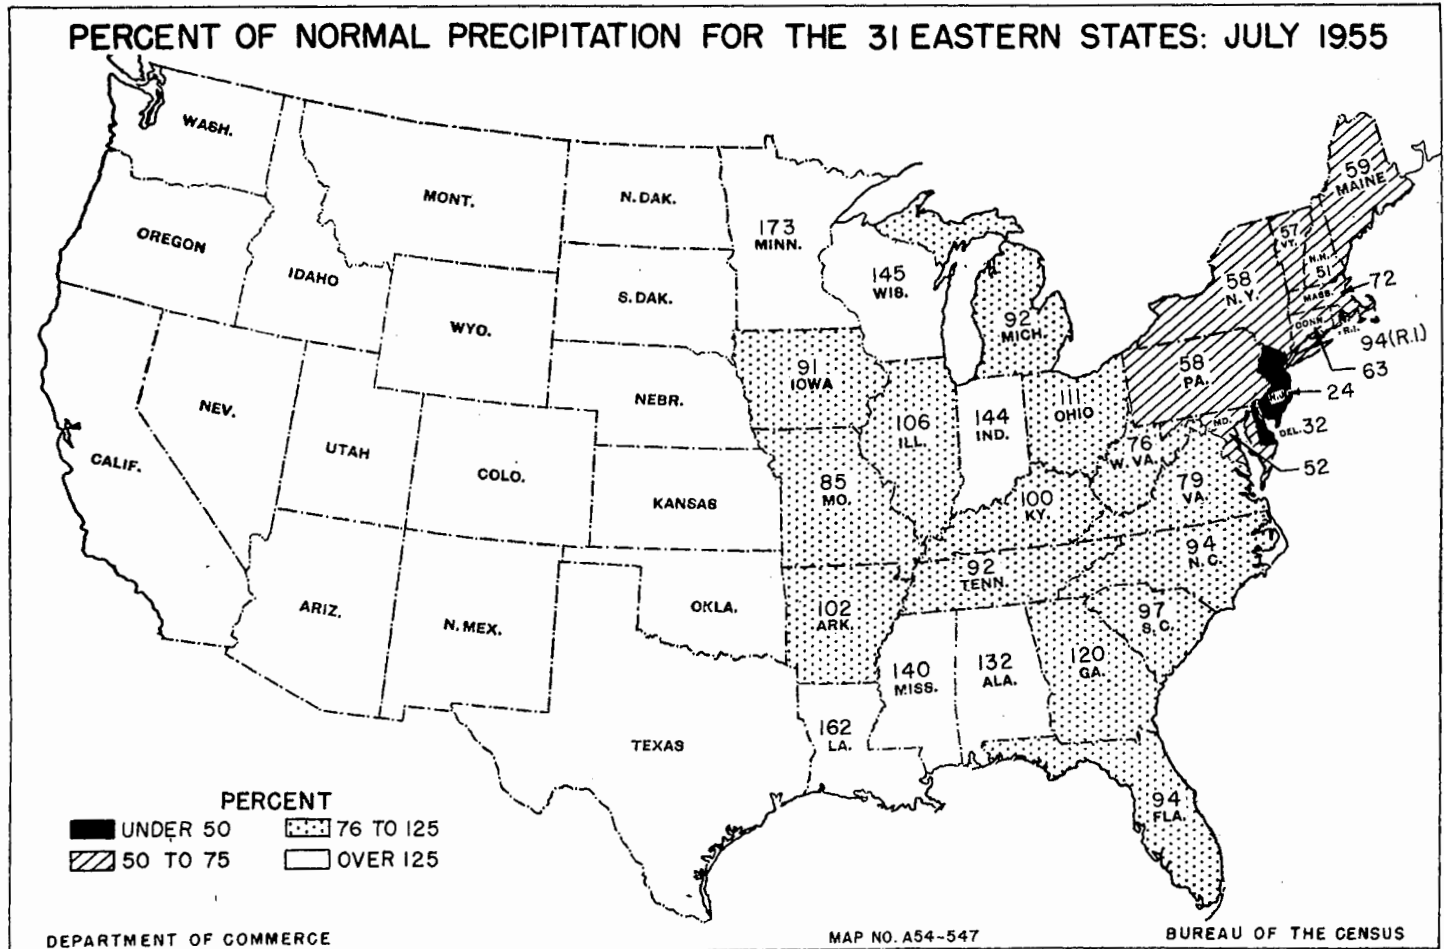 PERCENT OF NORMAL PRECIPITATION FOR THE 31 EASTERN STATES: JULY 1955
WASH.
OREGON
CALIF.
IDAHO
NEV.
MONT.
WYO.
UTAH
COLO.
ARIZ.
N. MEX.
N. DAK.
S. DAK.
NEBR.
KANSAS
OKLA.
TEXAS
173
MINN.
145
WIS.
92
MICH.
91
IOWA
106
ILL.
144
IND.
111
OHIO
85
MO.
100
KY.
76
W. VA.
79
VA.
92
TENN.
94
N. C.
102
ARK.
97
S. C.
140
MISS.
132
ALA.
120
GA.
162
LA.
94
FLA.
59
MAINE
57
VT.
N.H.
51
58
N. Y.
MASS.
72
CONN.
R.I.
94(R.I)
63
58
PA.
N.J.
24
MD.
DEL. 32
52
PERCENT
UNDER 50
76 TO 125
50 TO 75
OVER 125
DEPARTMENT OF COMMERCE
MAP NO. A54-547
BUREAU OF THE CENSUS